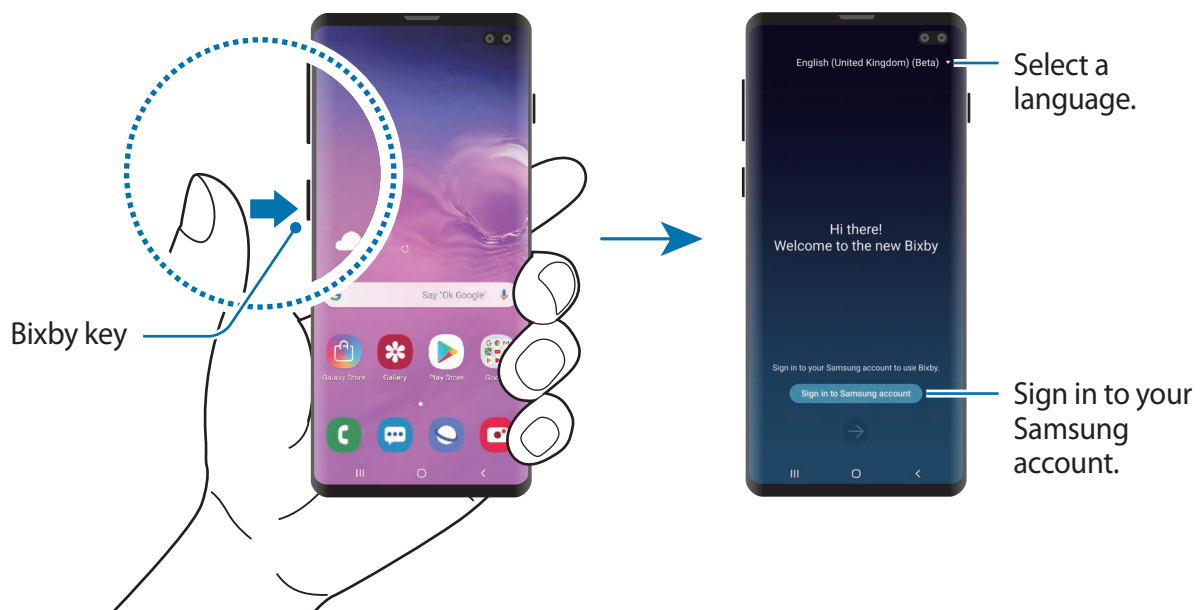 Bixby key
Say "Ok Google"
Galaxy Store
Gallery
Play Store
English (United Kingdom) (Beta)
Select a
language.
Hi there!
Welcome to the new Bixby
Sign in to your Samsung account to use Bixby.
Sign in to Samsung account
Sign in to your
Samsung
account.